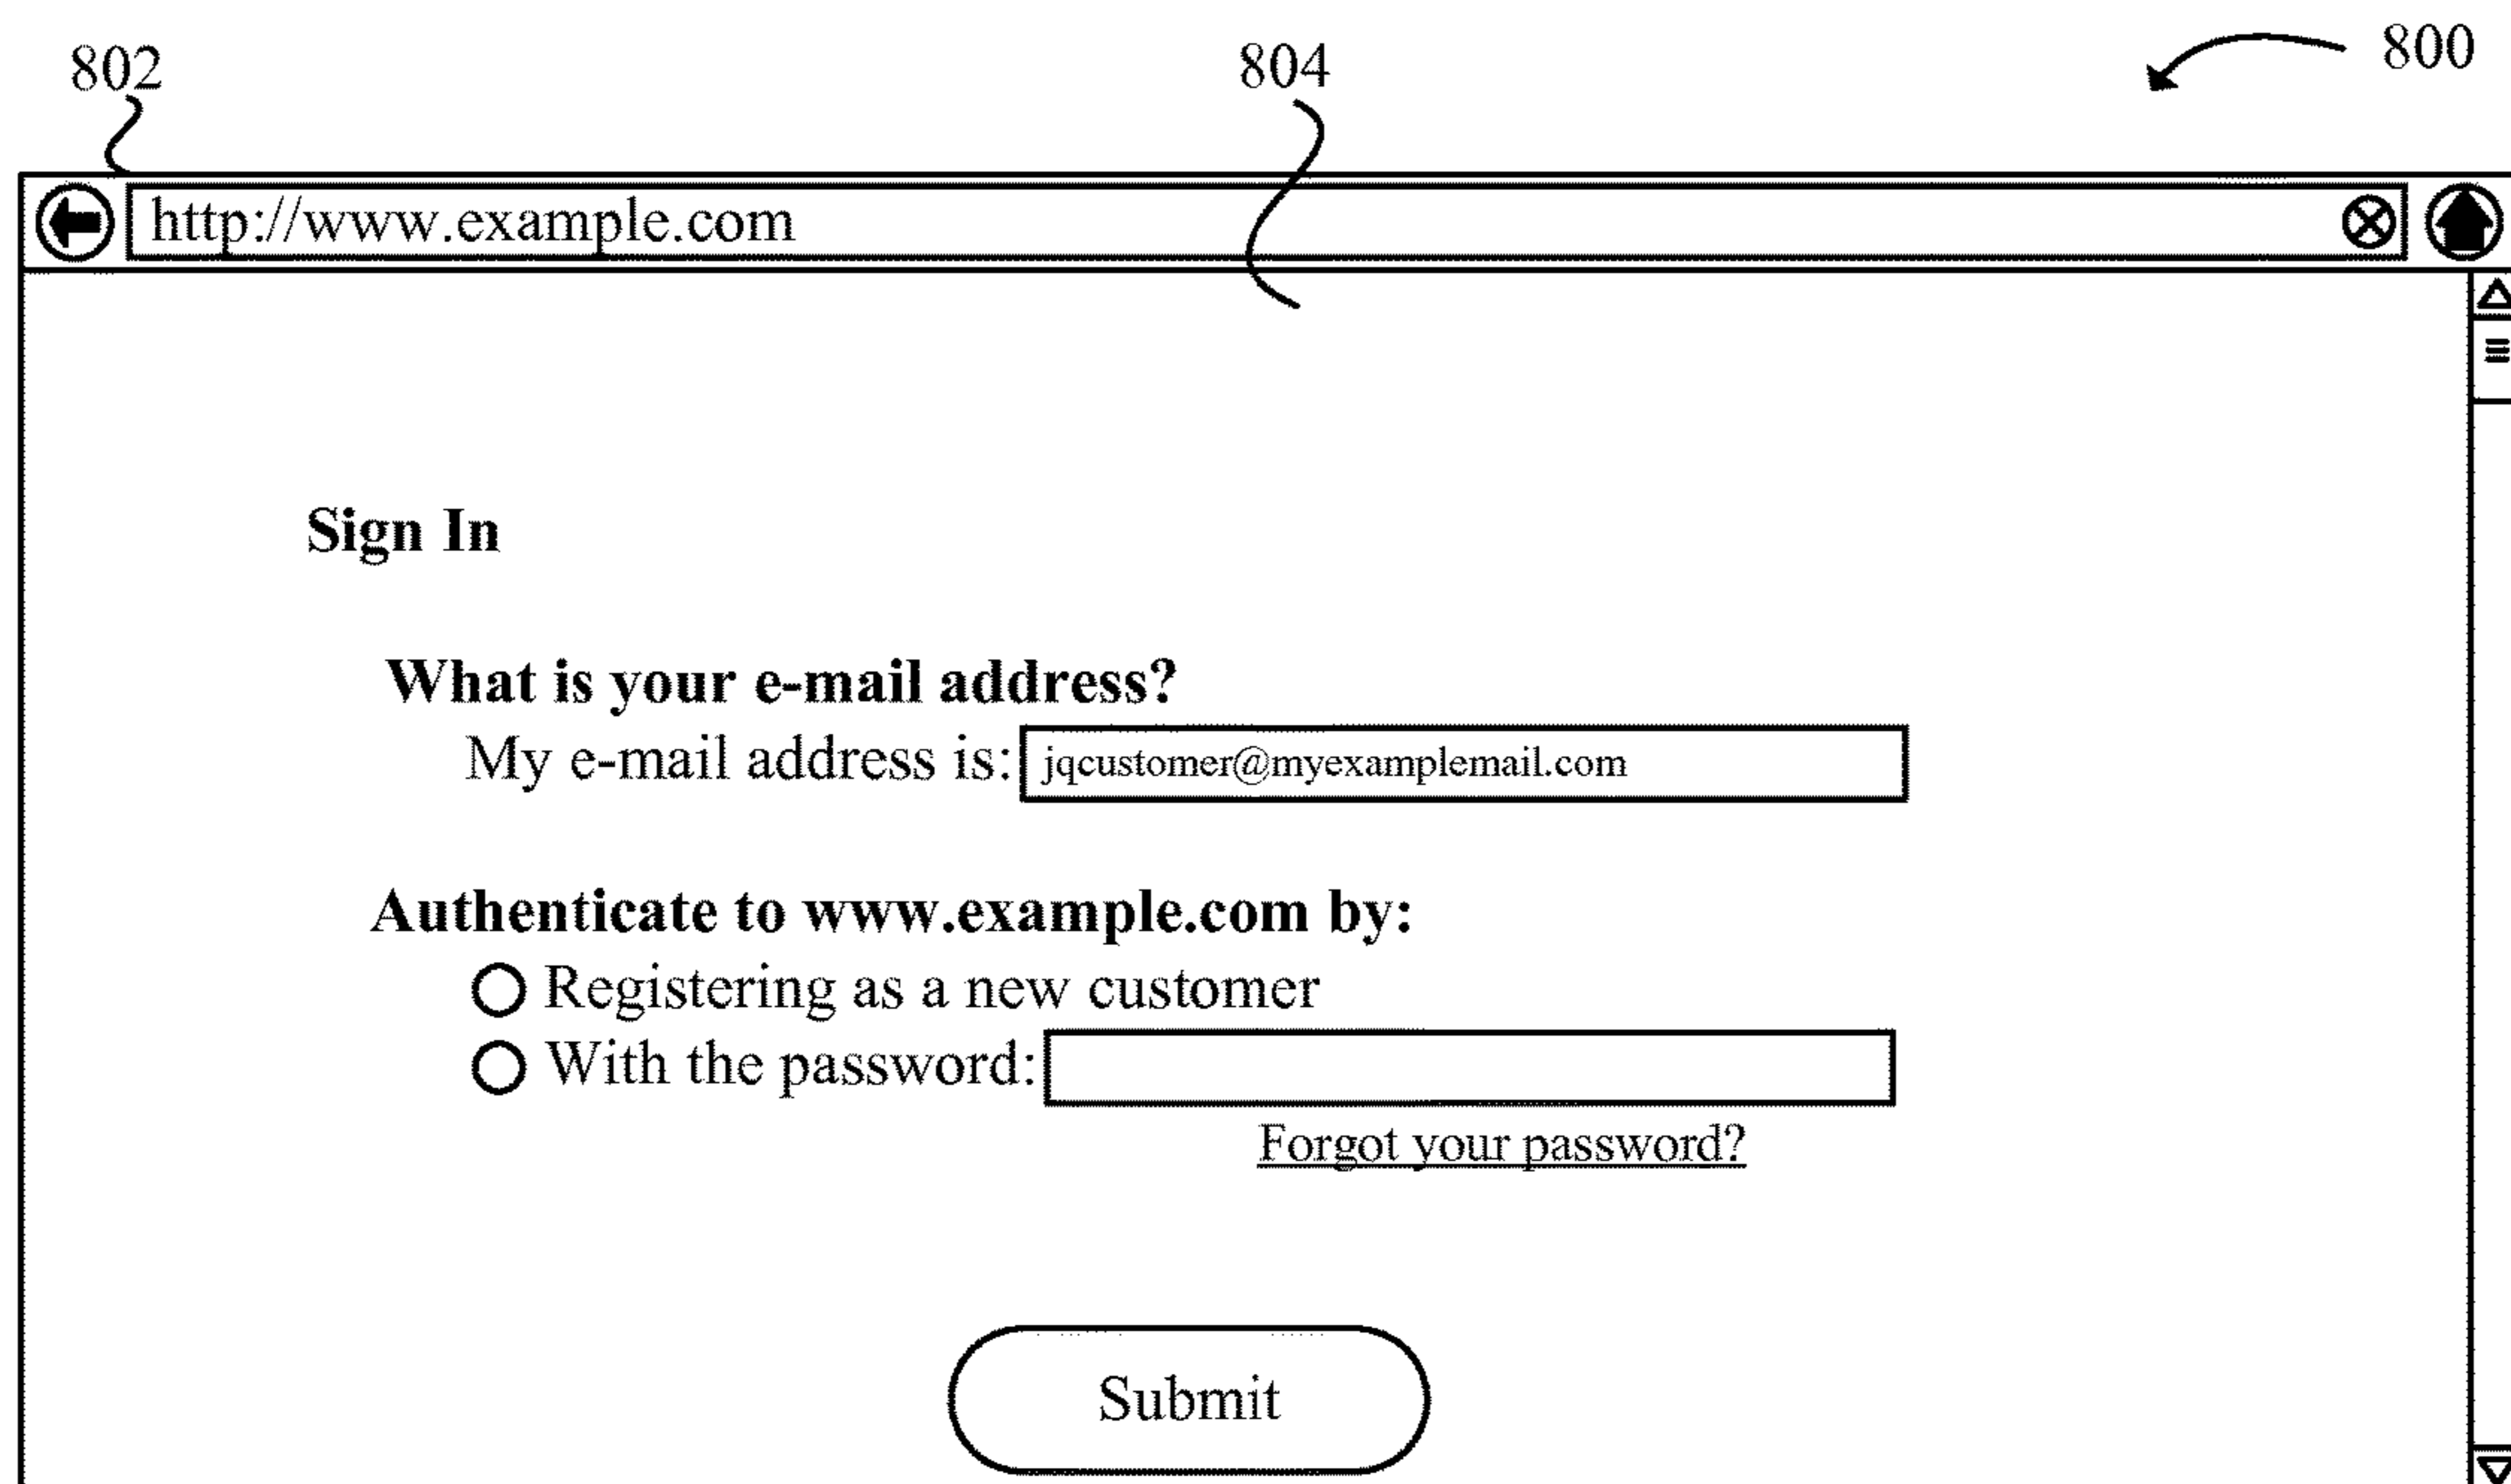 802 804 800
http://www.example.com
Sign In
What is your e-mail address?
My e-mail address is: jqcustomer@myexamplemail.com
Authenticate to www.example.com by:
Registering as a new customer
With the password:
Forgot your password?
Submit